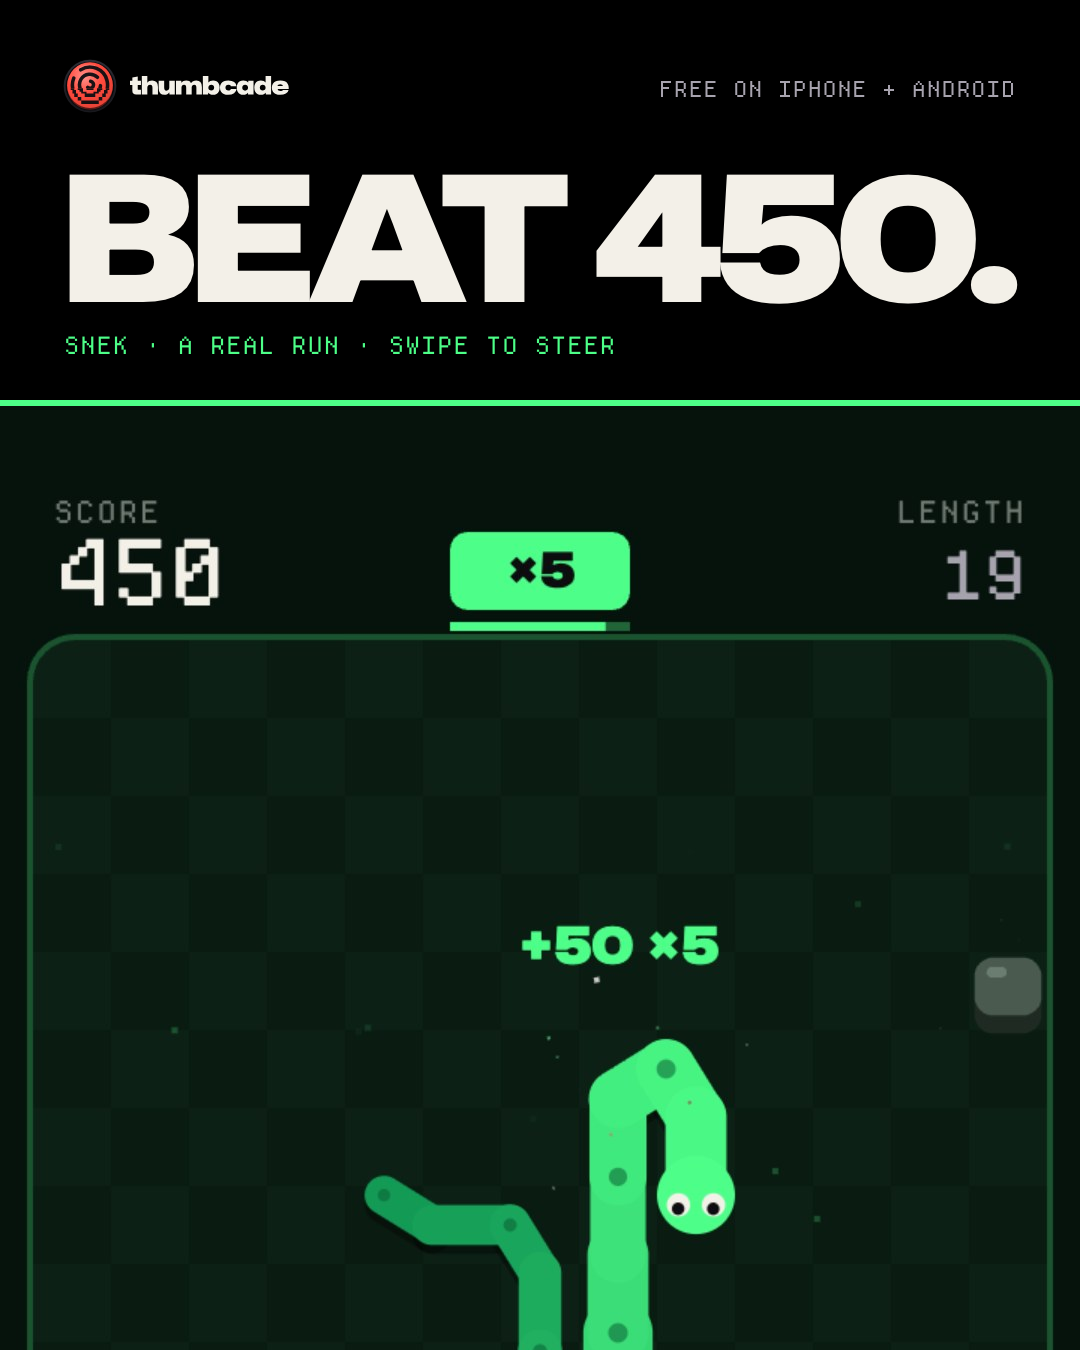 thumbcade
FREE ON IPHONE + ANDROID
BEAT 450.
SNEK · A REAL RUN · SWIPE TO STEER
SCORE
450
×5
LENGTH
19
+50 ×5